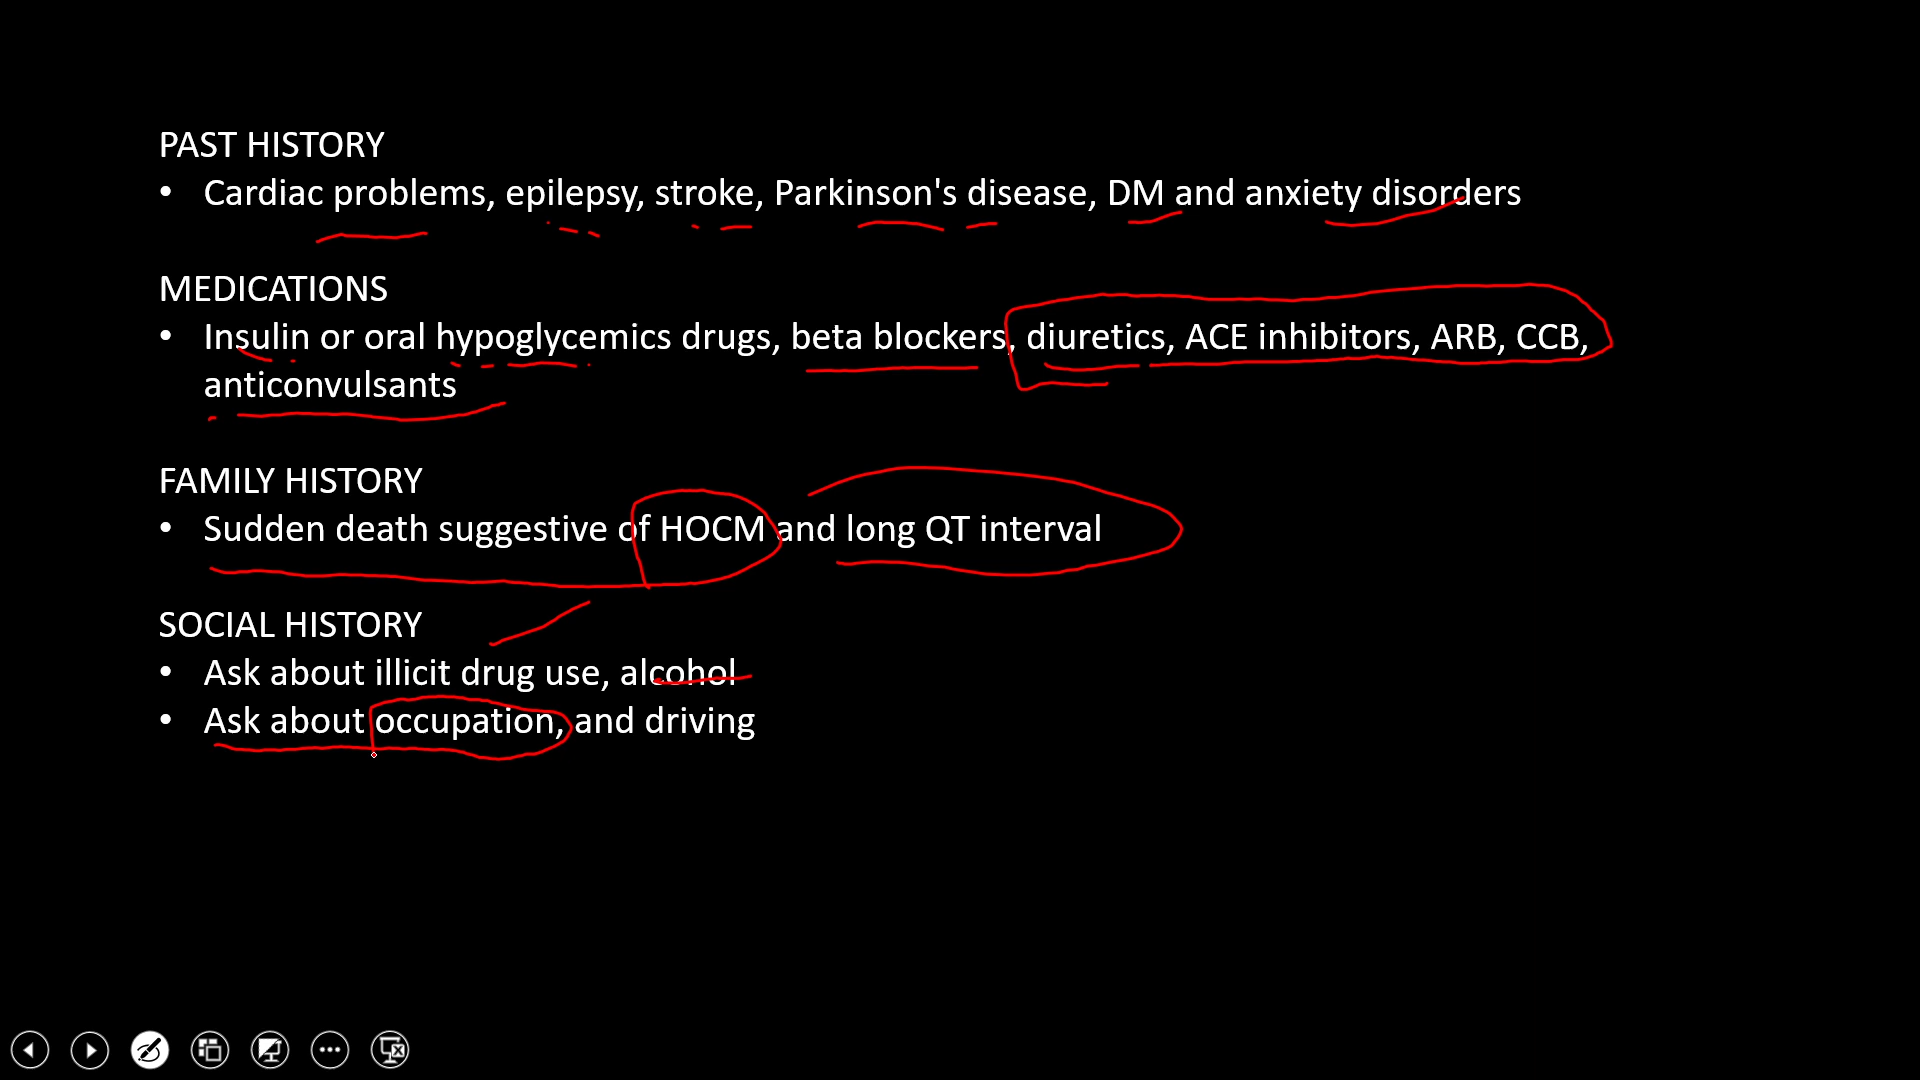 PAST HISTORY
• Cardiac problems, epilepsy, stroke, Parkinson's disease, DM and anxiety disorders
MEDICATIONS
• Insulin or oral hypoglycemics drugs, beta blockers, diuretics, ACE inhibitors, ARB, CCB,
anticonvulsants
FAMILY HISTORY
• Sudden death suggestive of HOCM and long QT interval
SOCIAL HISTORY
• Ask about illicit drug use, alcohol
• Ask about occupation, and driving